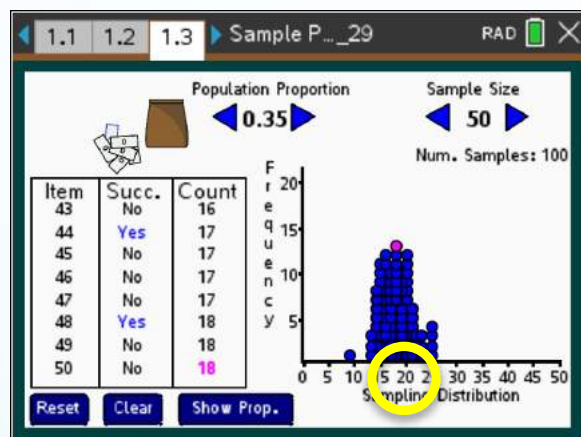 1.1 1.2 1.3 Sample P…_29 RAD
Population Proportion
0.35
Sample Size
50
Num. Samples: 100
Item Succ. Count
43 No 16
44 Yes 17
45 No 17
46 No 17
47 No 17
48 Yes 18
49 No 18
50 No 18
Reset Clear Show Prop.
Frequency
20
15
10
5
0 5 10 15 20 25 30 35 40 45 50
Sampling Distribution